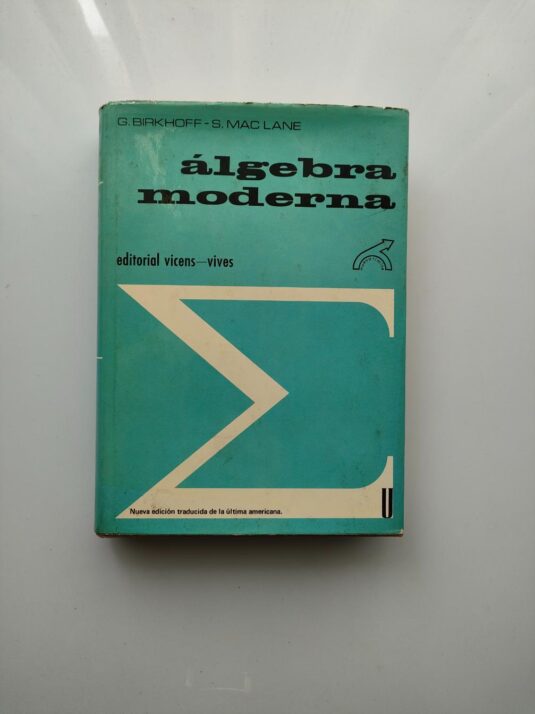 G. BIRKHOFF-S. MAC LANE
álgebra
moderna
editorial vicens—vives
Nueva edición traducida de la última americana.
U